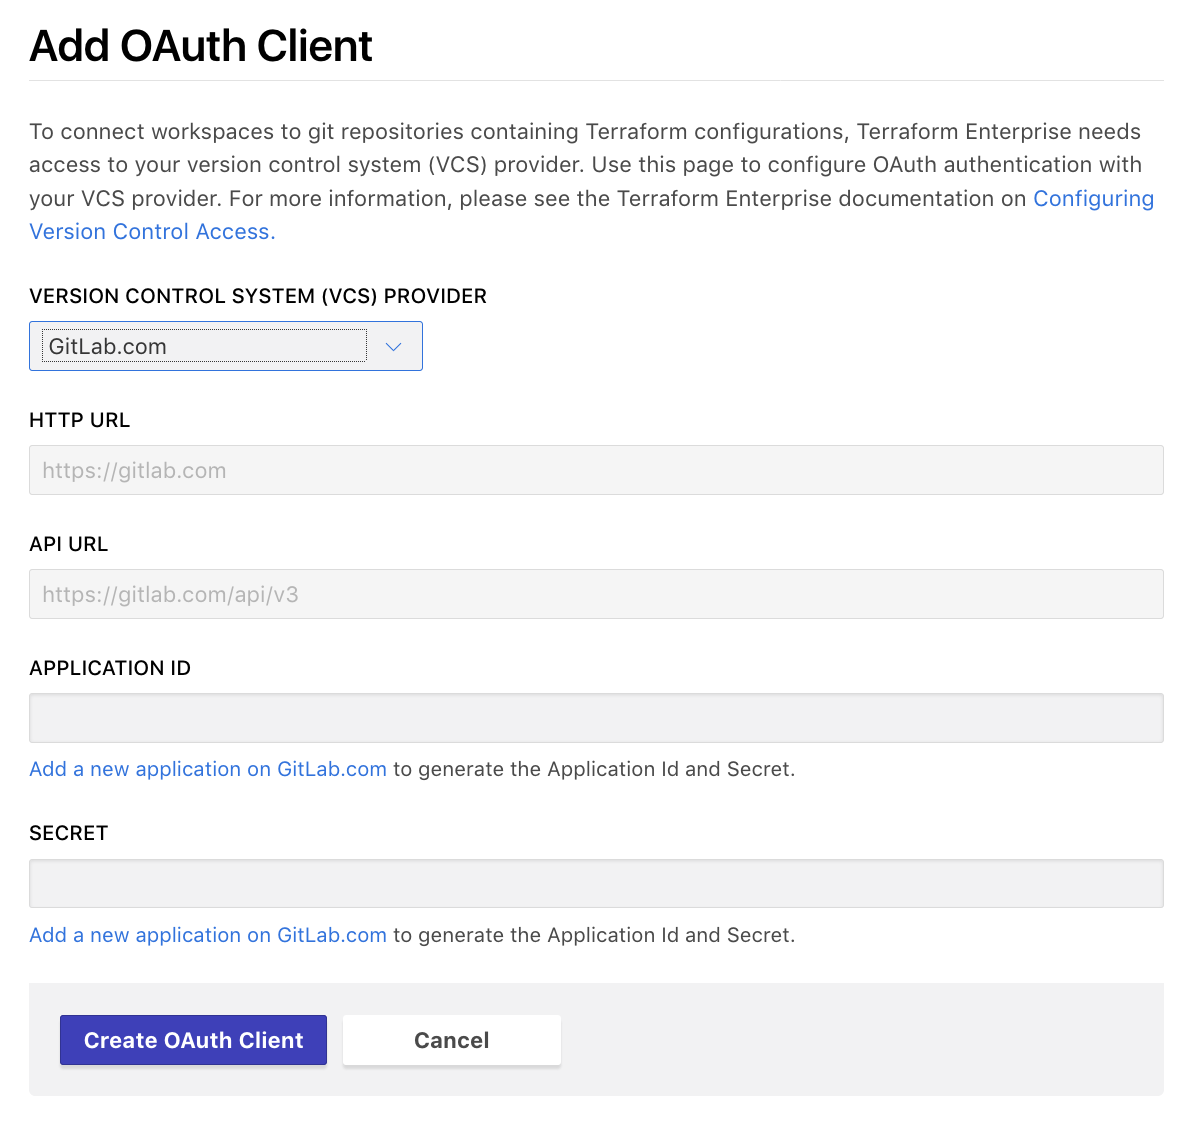 Add OAuth Client
To connect workspaces to git repositories containing Terraform configurations, Terraform Enterprise needs
access to your version control system (VCS) provider. Use this page to configure OAuth authentication with
your VCS provider. For more information, please see the Terraform Enterprise documentation on Configuring
Version Control Access.
VERSION CONTROL SYSTEM (VCS) PROVIDER
GitLab.com
HTTP URL
https://gitlab.com
API URL
https://gitlab.com/api/v3
APPLICATION ID
Add a new application on GitLab.com to generate the Application Id and Secret.
SECRET
Add a new application on GitLab.com to generate the Application Id and Secret.
Create OAuth Client
Cancel